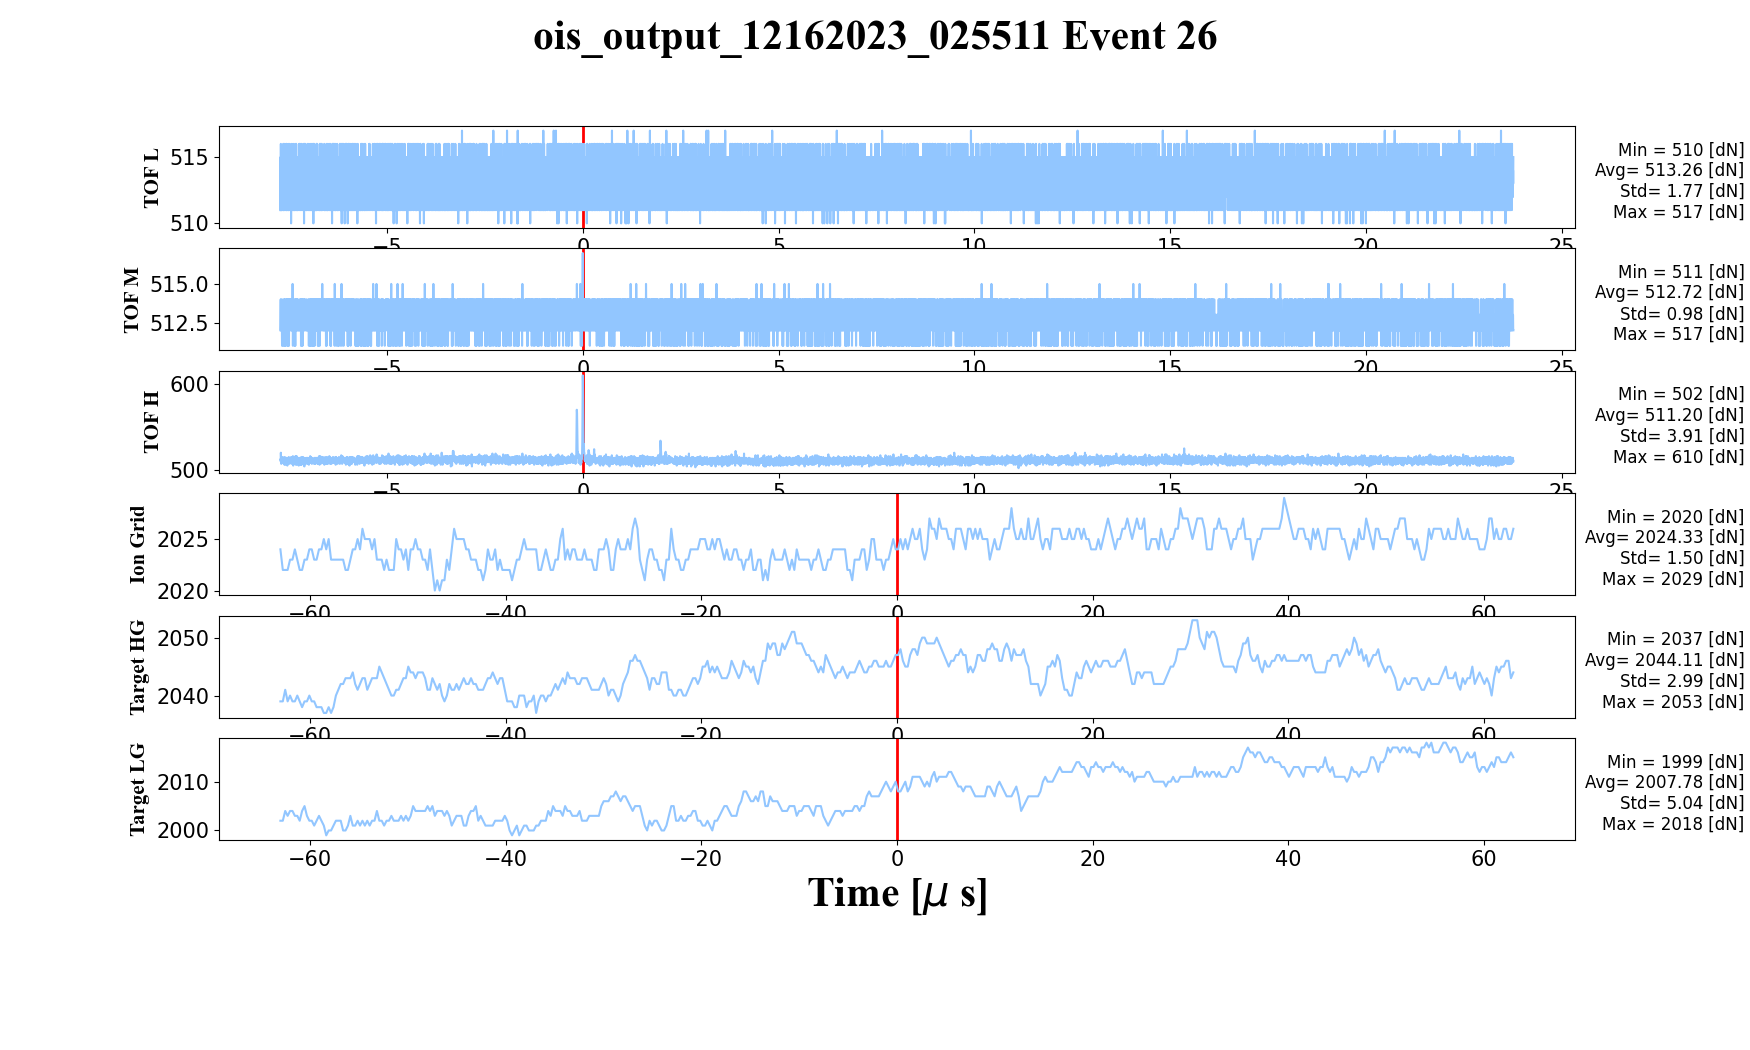 ois_output_12162023_025511 Event 26
TOF L
515
510
−5 0 5 10 15 20 25
Min = 510 [dN]
Avg= 513.26 [dN]
Std= 1.77 [dN]
Max = 517 [dN]
TOF M
515.0
512.5
−5 0 5 10 15 20 25
Min = 511 [dN]
Avg= 512.72 [dN]
Std= 0.98 [dN]
Max = 517 [dN]
TOF H
600
500
−5 0 5 10 15 20 25
Min = 502 [dN]
Avg= 511.20 [dN]
Std= 3.91 [dN]
Max = 610 [dN]
Ion Grid
2025
2020
−60 −40 −20 0 20 40 60
Min = 2020 [dN]
Avg= 2024.33 [dN]
Std= 1.50 [dN]
Max = 2029 [dN]
Target HG
2050
2040
−60 −40 −20 0 20 40 60
Min = 2037 [dN]
Avg= 2044.11 [dN]
Std= 2.99 [dN]
Max = 2053 [dN]
Target LG
2010
2000
−60 −40 −20 0 20 40 60
Min = 1999 [dN]
Avg= 2007.78 [dN]
Std= 5.04 [dN]
Max = 2018 [dN]
Time [μ s]